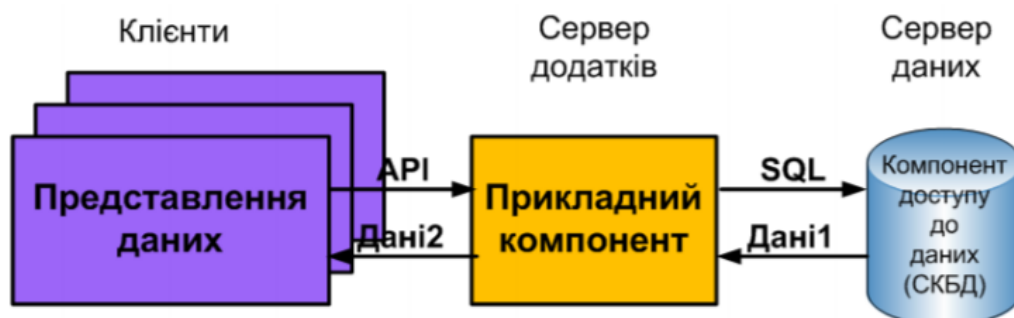 Клієнти
Сервер
додатків
Сервер
даних
Представлення
даних
API
Дані2
Прикладний
компонент
SQL
Дані1
Компонент
доступу
до
даних
(СКБД)